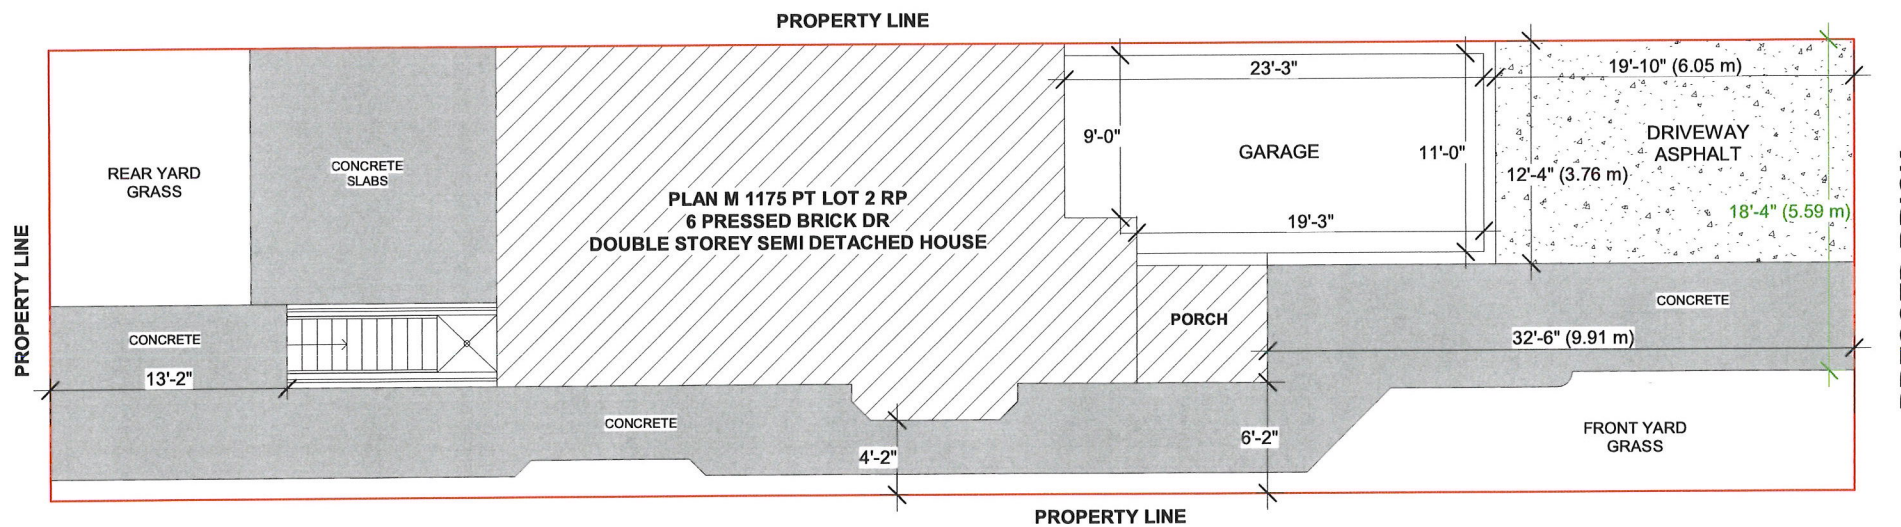 PROPERTY LINE
PROPERTY LINE
REAR YARD
GRASS
CONCRETE
SLABS
PLAN M 1175 PT LOT 2 RP
6 PRESSED BRICK DR
DOUBLE STOREY SEMI DETACHED HOUSE
23'-3"
9'-0"
GARAGE
11'-0"
19'-3"
19'-10" (6.05 m)
DRIVEWAY
ASPHALT
12'-4" (3.76 m)
18'-4" (5.59 m)
CONCRETE
13'-2"
PORCH
CONCRETE
32'-6" (9.91 m)
CONCRETE
4'-2"
6'-2"
FRONT YARD
GRASS
PROPERTY LINE